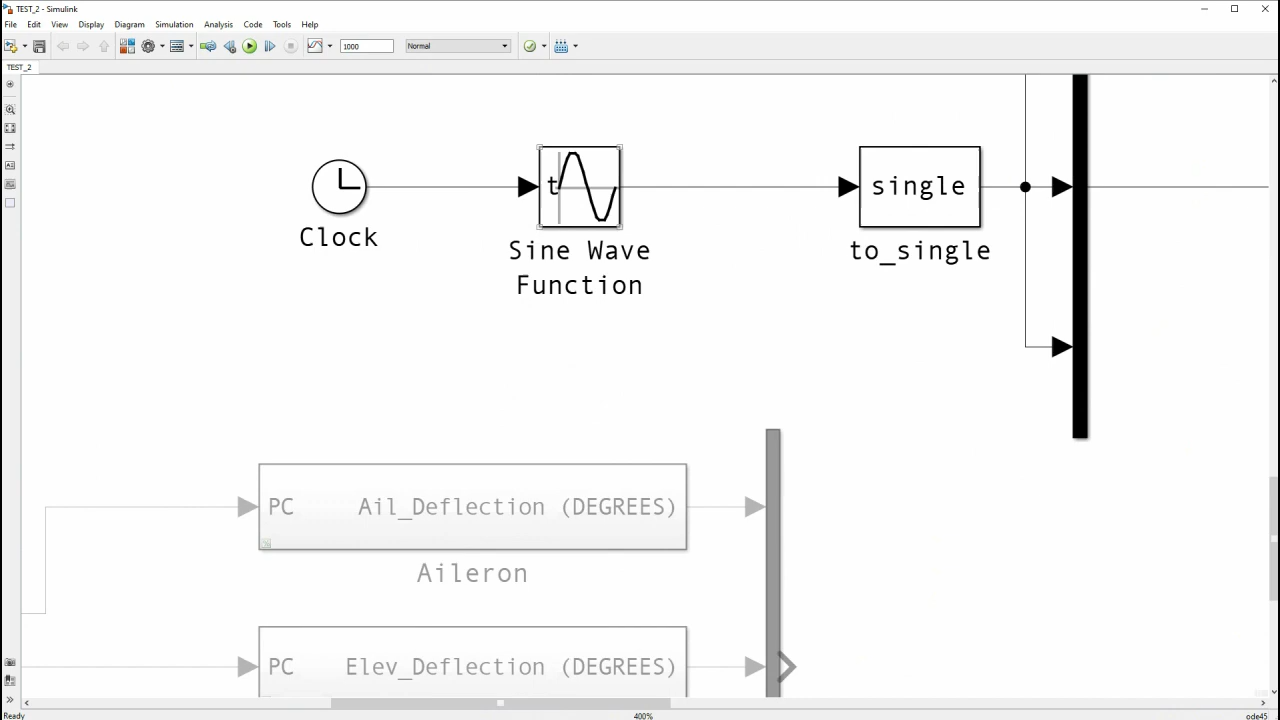 TEST_2 - Simulink
File Edit View Display Diagram Simulation Analysis Code Tools Help
1000 Normal
TEST_2
t
single
Clock
Sine Wave
Function
to_single
PC Ail_Deflection (DEGREES)
Aileron
PC Elev_Deflection (DEGREES)
Ready 400% ode45